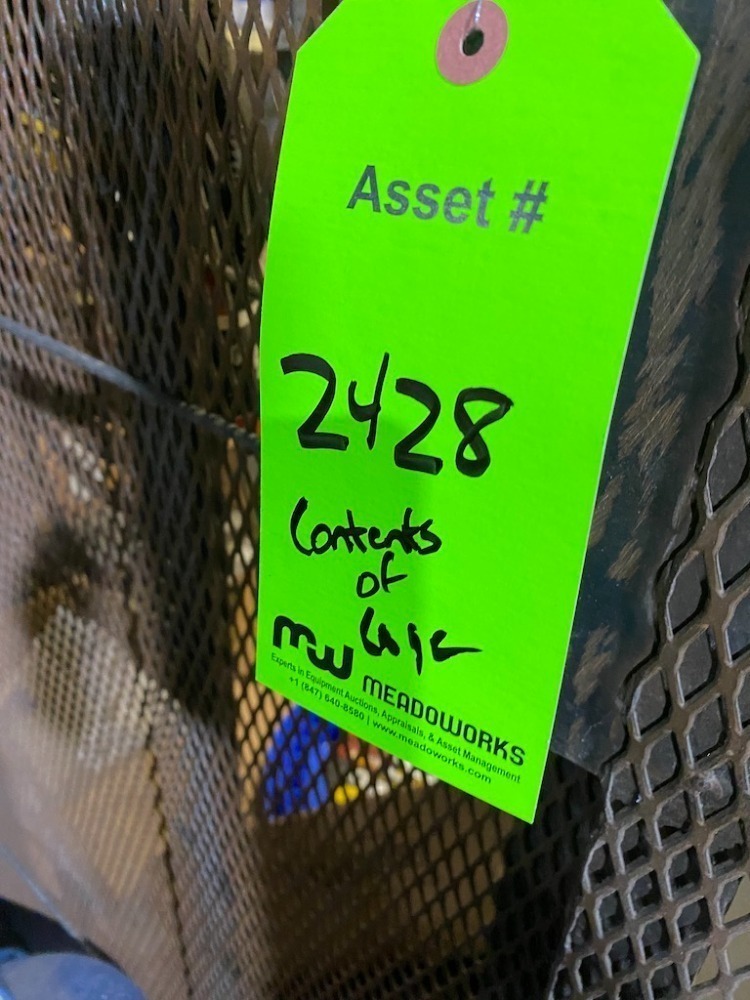 Asset #
2428
Contents
of
Cage
MW
MEADOWORKS
Experts in Equipment Auctions, Appraisals, & Asset Management
+1 (847) 640-8580 | www.meadoworks.com